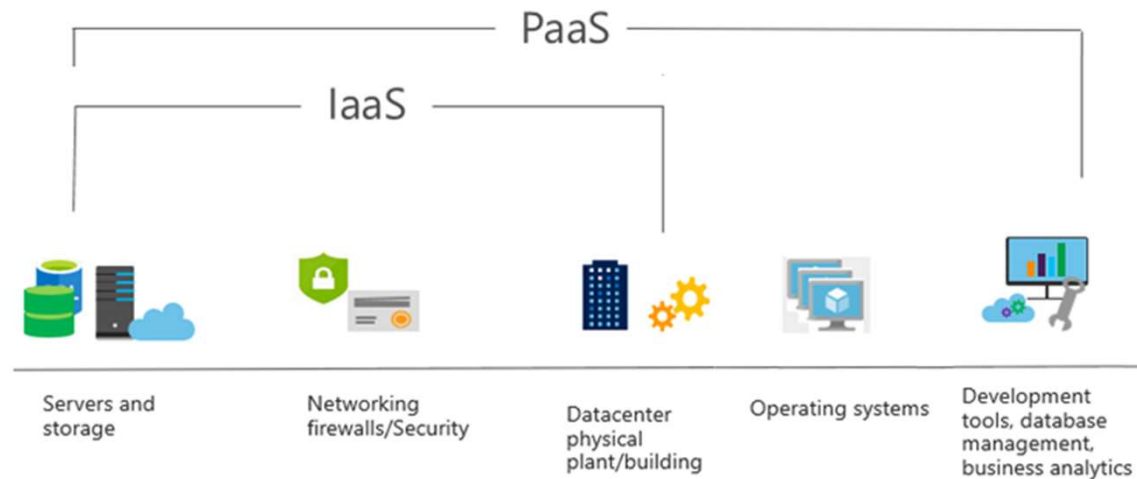 PaaS
IaaS
Servers and
storage
Networking
firewalls/Security
Datacenter
physical
plant/building
Operating systems
Development
tools, database
management,
business analytics